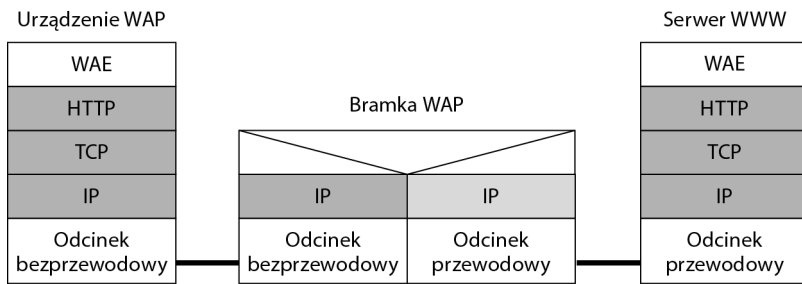 Urządzenie WAP
WAE
HTTP
TCP
IP
Odcinek
bezprzewodowy
Bramka WAP
IP
IP
Odcinek
bezprzewodowy
Odcinek
przewodowy
Serwer WWW
WAE
HTTP
TCP
IP
Odcinek
przewodowy